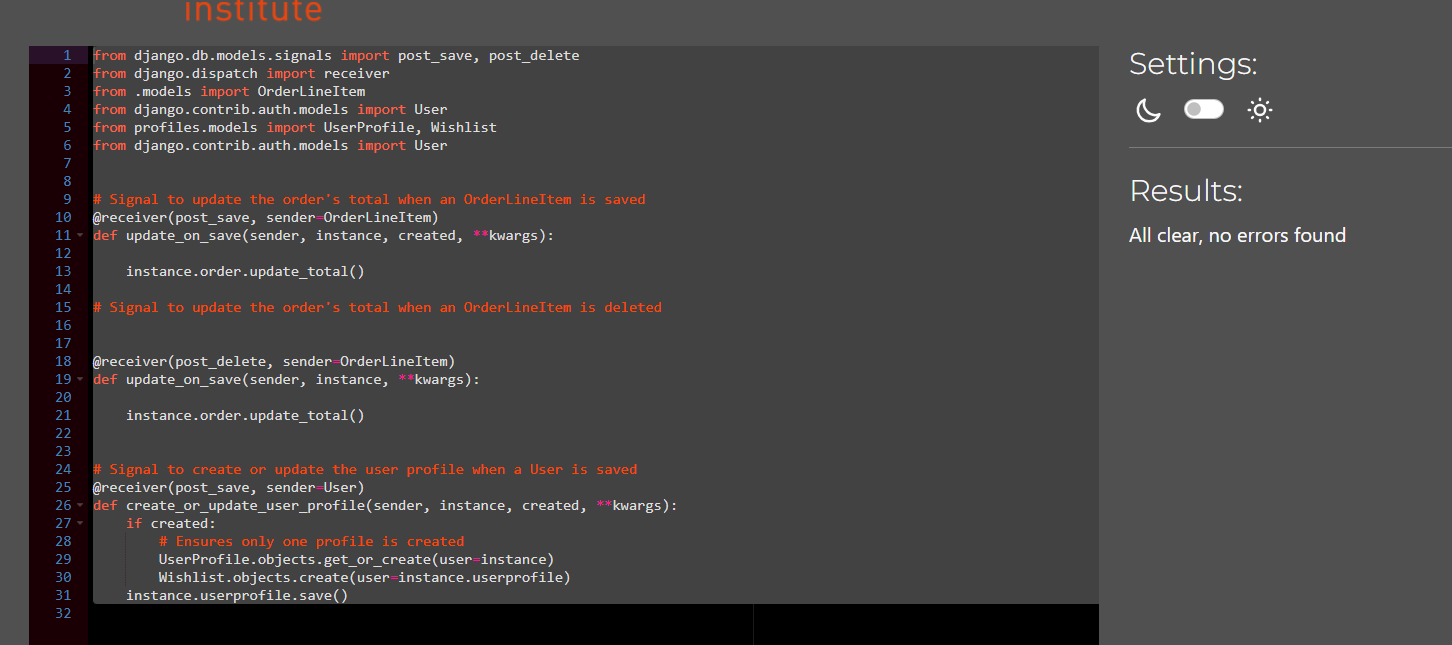 institute
1 from django.db.models.signals import post_save, post_delete
2 from django.dispatch import receiver
3 from .models import OrderLineItem
4 from django.contrib.auth.models import User
5 from profiles.models import UserProfile, Wishlist
6 from django.contrib.auth.models import User
7
8
9 # Signal to update the order's total when an OrderLineItem is saved
10 @receiver(post_save, sender=OrderLineItem)
11 def update_on_save(sender, instance, created, **kwargs):
12
13     instance.order.update_total()
14
15 # Signal to update the order's total when an OrderLineItem is deleted
16
17
18 @receiver(post_delete, sender=OrderLineItem)
19 def update_on_save(sender, instance, **kwargs):
20
21     instance.order.update_total()
22
23
24 # Signal to create or update the user profile when a User is saved
25 @receiver(post_save, sender=User)
26 def create_or_update_user_profile(sender, instance, created, **kwargs):
27     if created:
28         # Ensures only one profile is created
29         UserProfile.objects.get_or_create(user=instance)
30         Wishlist.objects.create(user=instance.userprofile)
31     instance.userprofile.save()
32
Settings:
Results:
All clear, no errors found